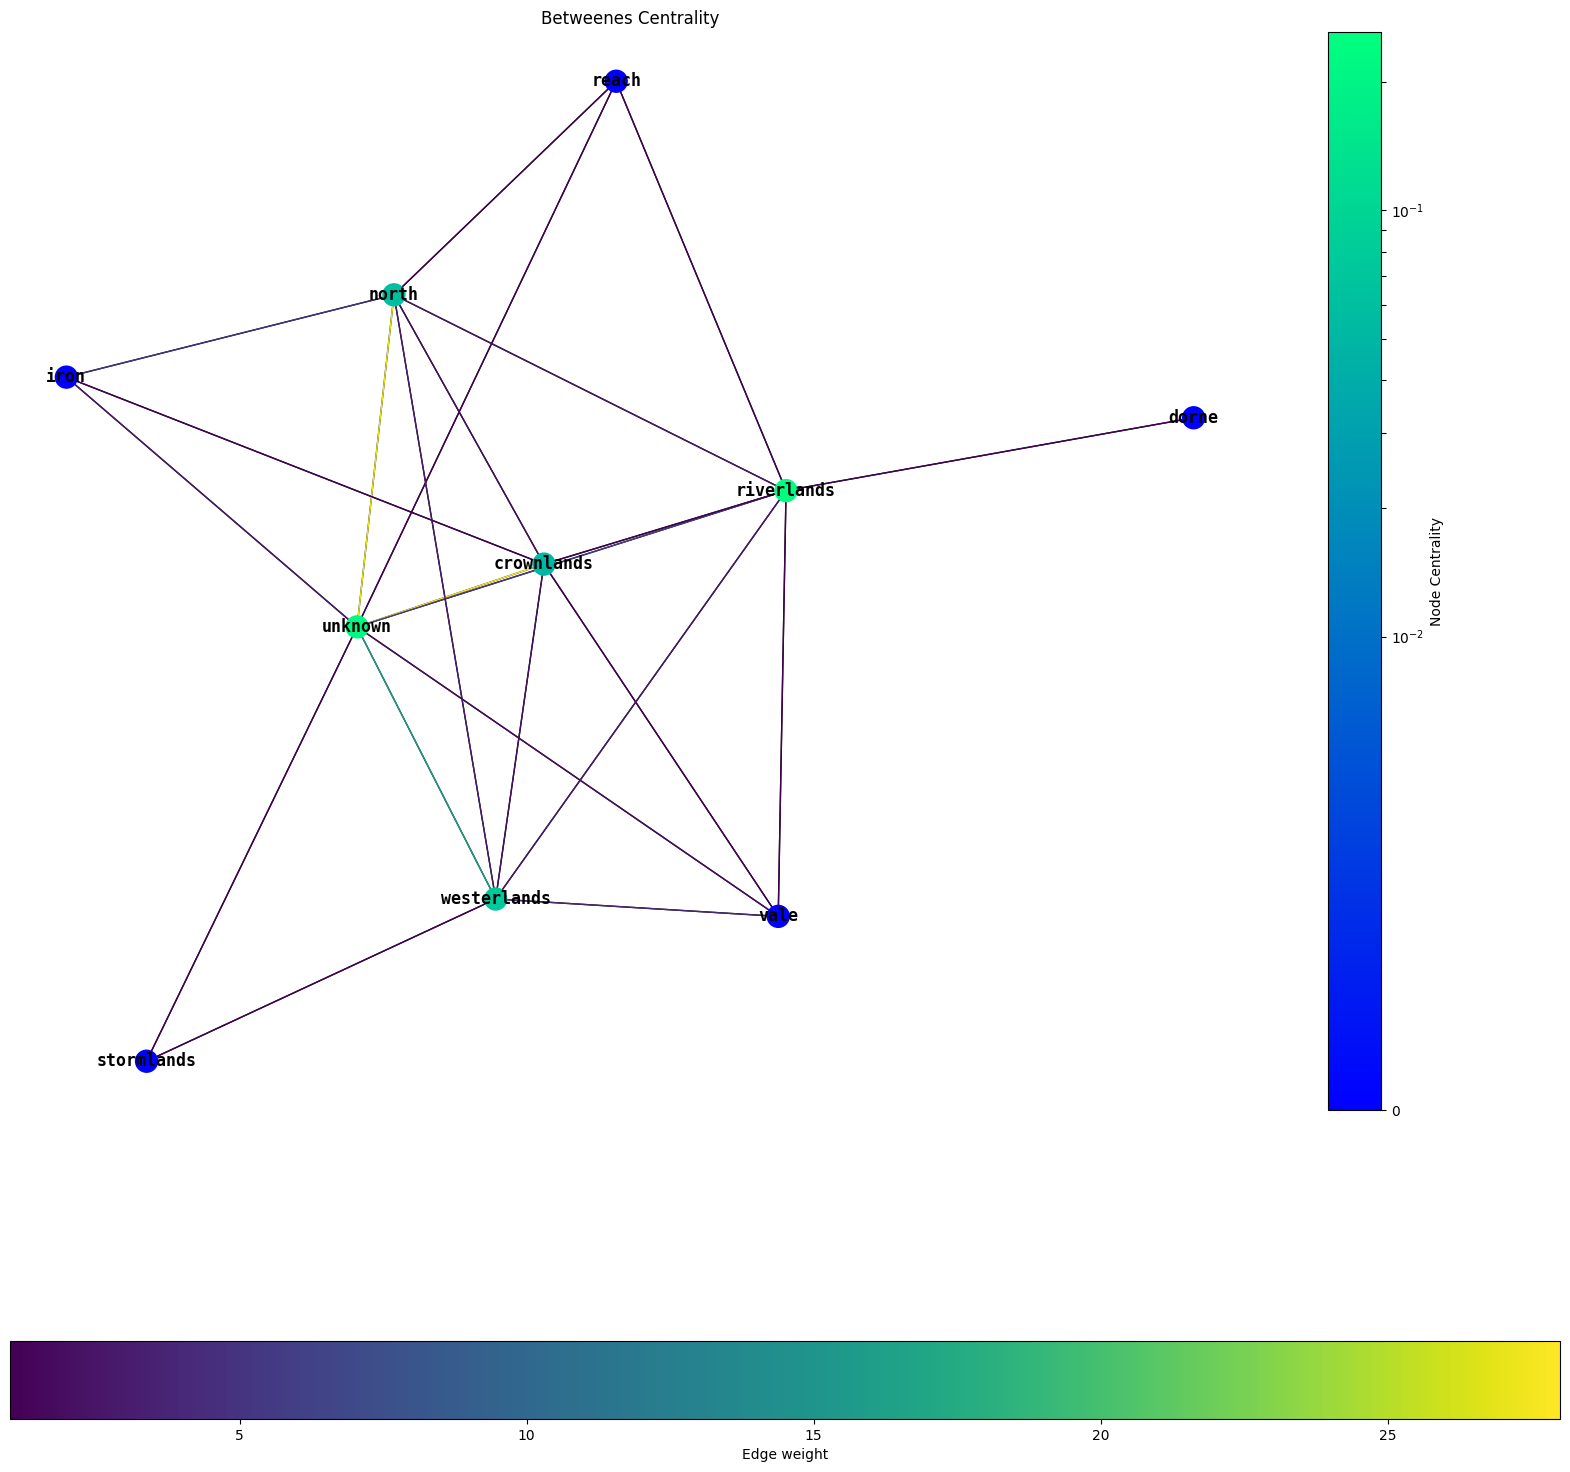 Betweenes Centrality
reach
north
iron
dorne
riverlands
crownlands
unknown
westerlands
vale
stormlands
10⁻¹
10⁻²
0
Node Centrality
5 10 15 20 25
Edge weight